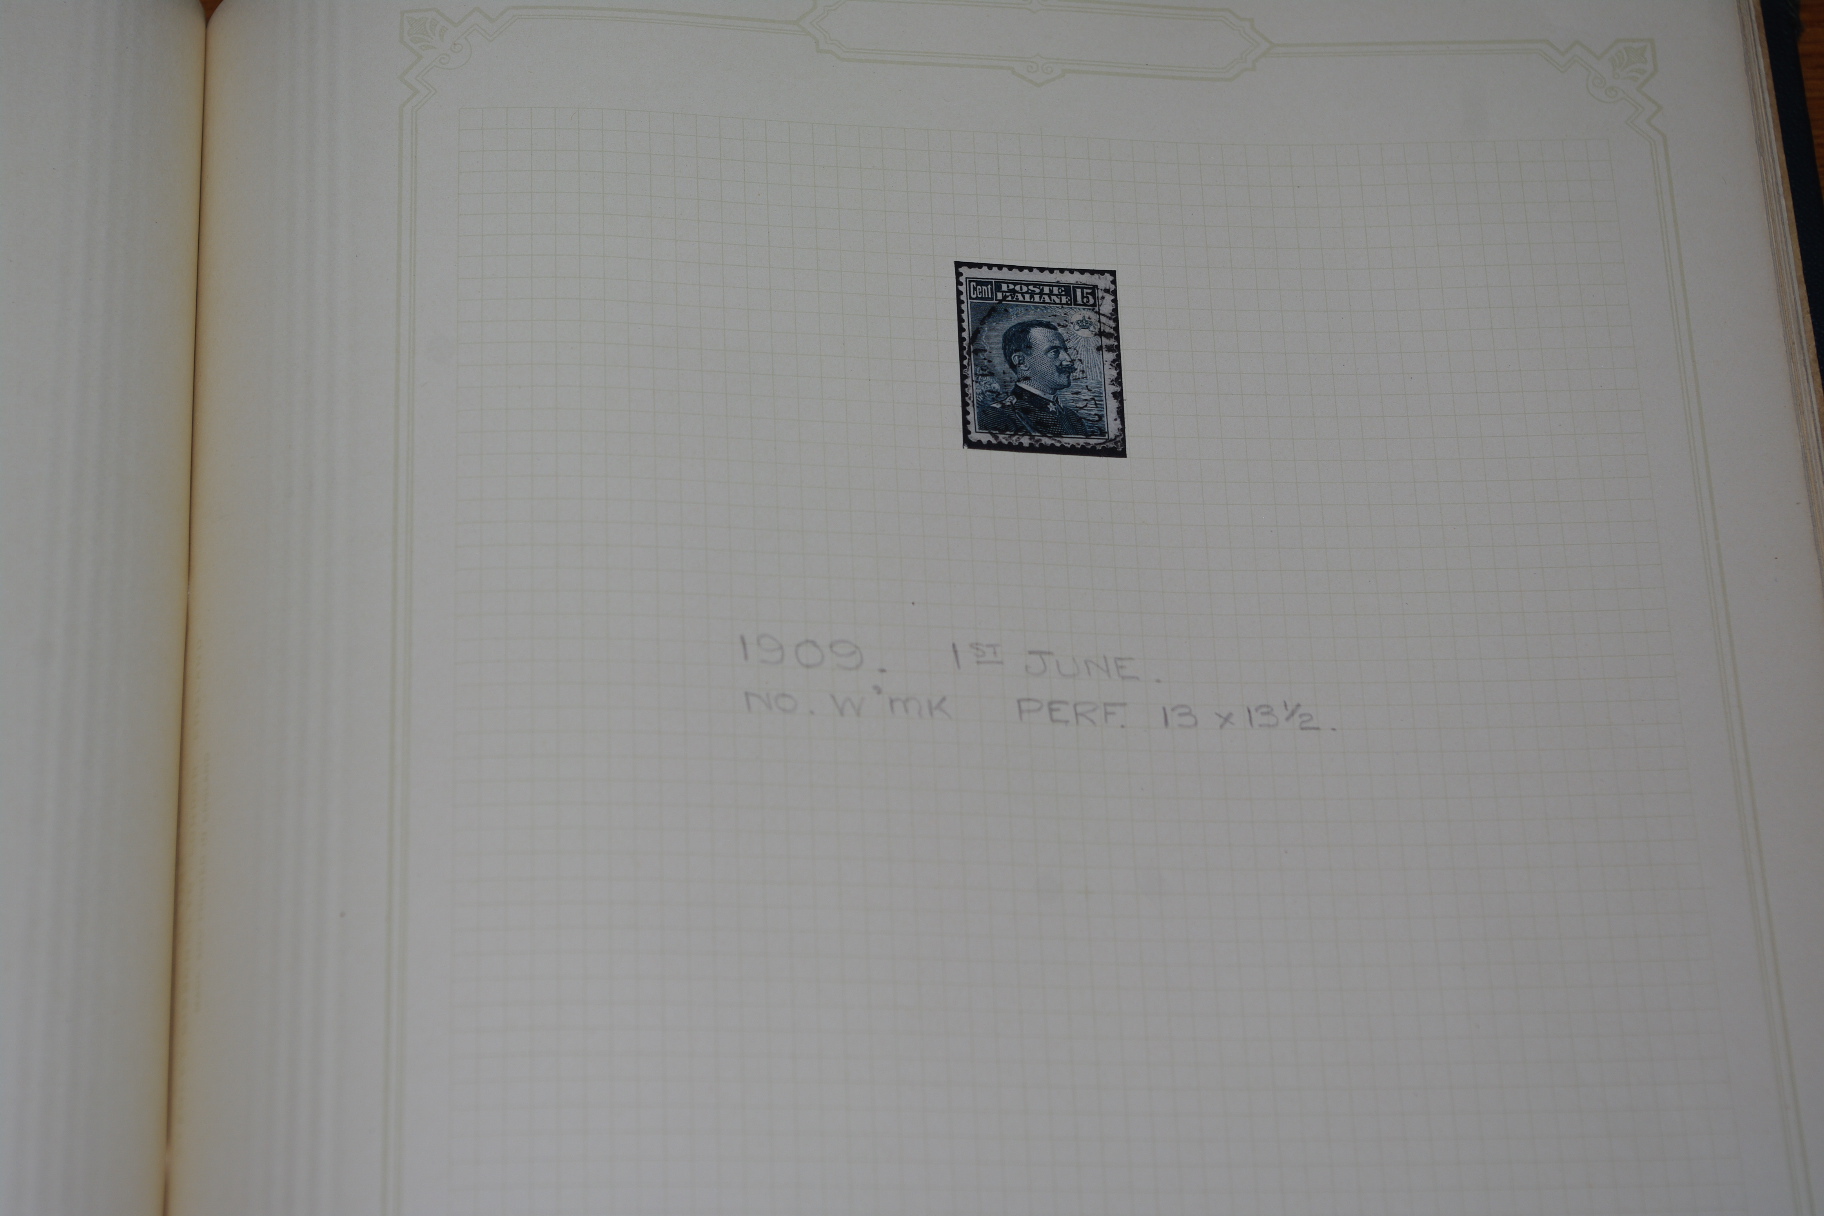 Cent POSTE ITALIANE 15
1909. 1ST JUNE.
NO. W'MK PERF. 13 x 13½.